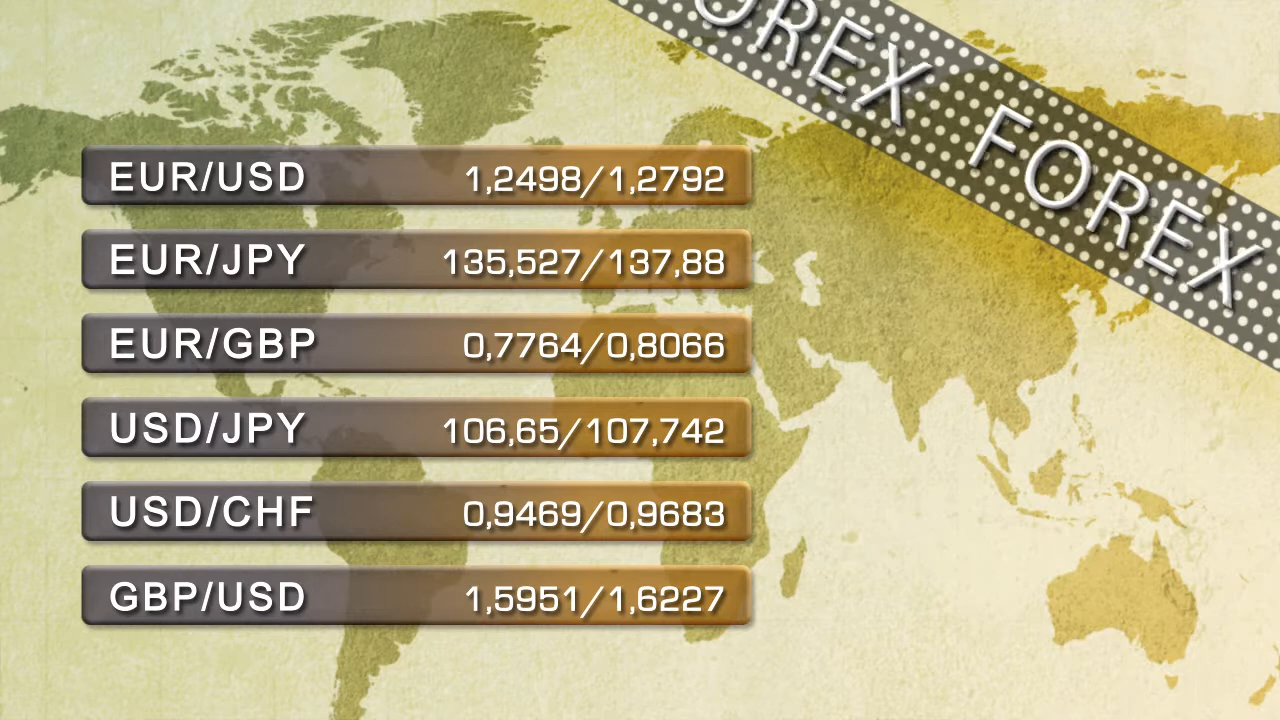 OREX FOREX
EUR/USD 1,2498/1,2792
EUR/JPY 135,527/137,88
EUR/GBP 0,7764/0,8066
USD/JPY 106,65/107,742
USD/CHF 0,9469/0,9683
GBP/USD 1,5951/1,6227